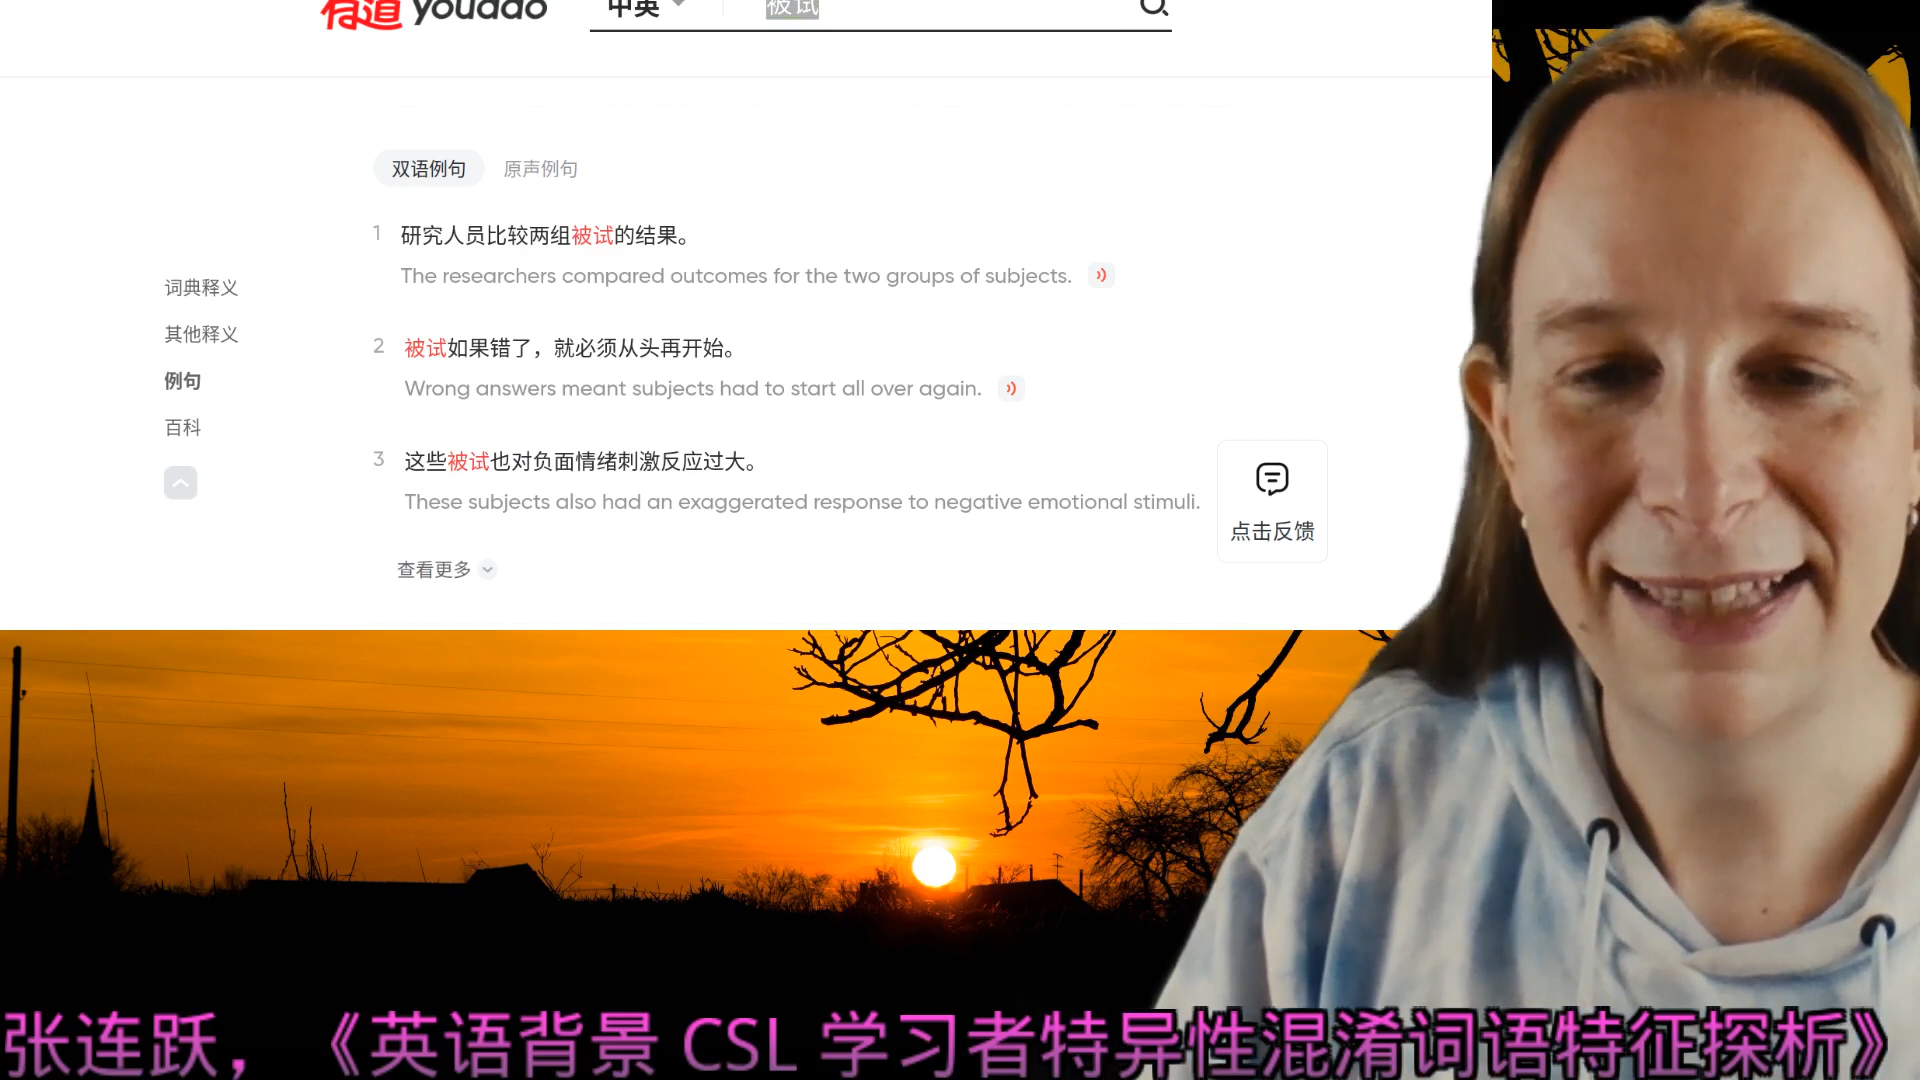 有道 youdao
中英
被试
双语例句 原声例句
1 研究人员比较两组被试的结果。
The researchers compared outcomes for the two groups of subjects.
词典释义
其他释义
例句
百科
2 被试如果错了，就必须从头再开始。
Wrong answers meant subjects had to start all over again.
3 这些被试也对负面情绪刺激反应过大。
These subjects also had an exaggerated response to negative emotional stimuli.
点击反馈
查看更多
张连跃，《英语背景 CSL 学习者特异性混淆词语特征探析》